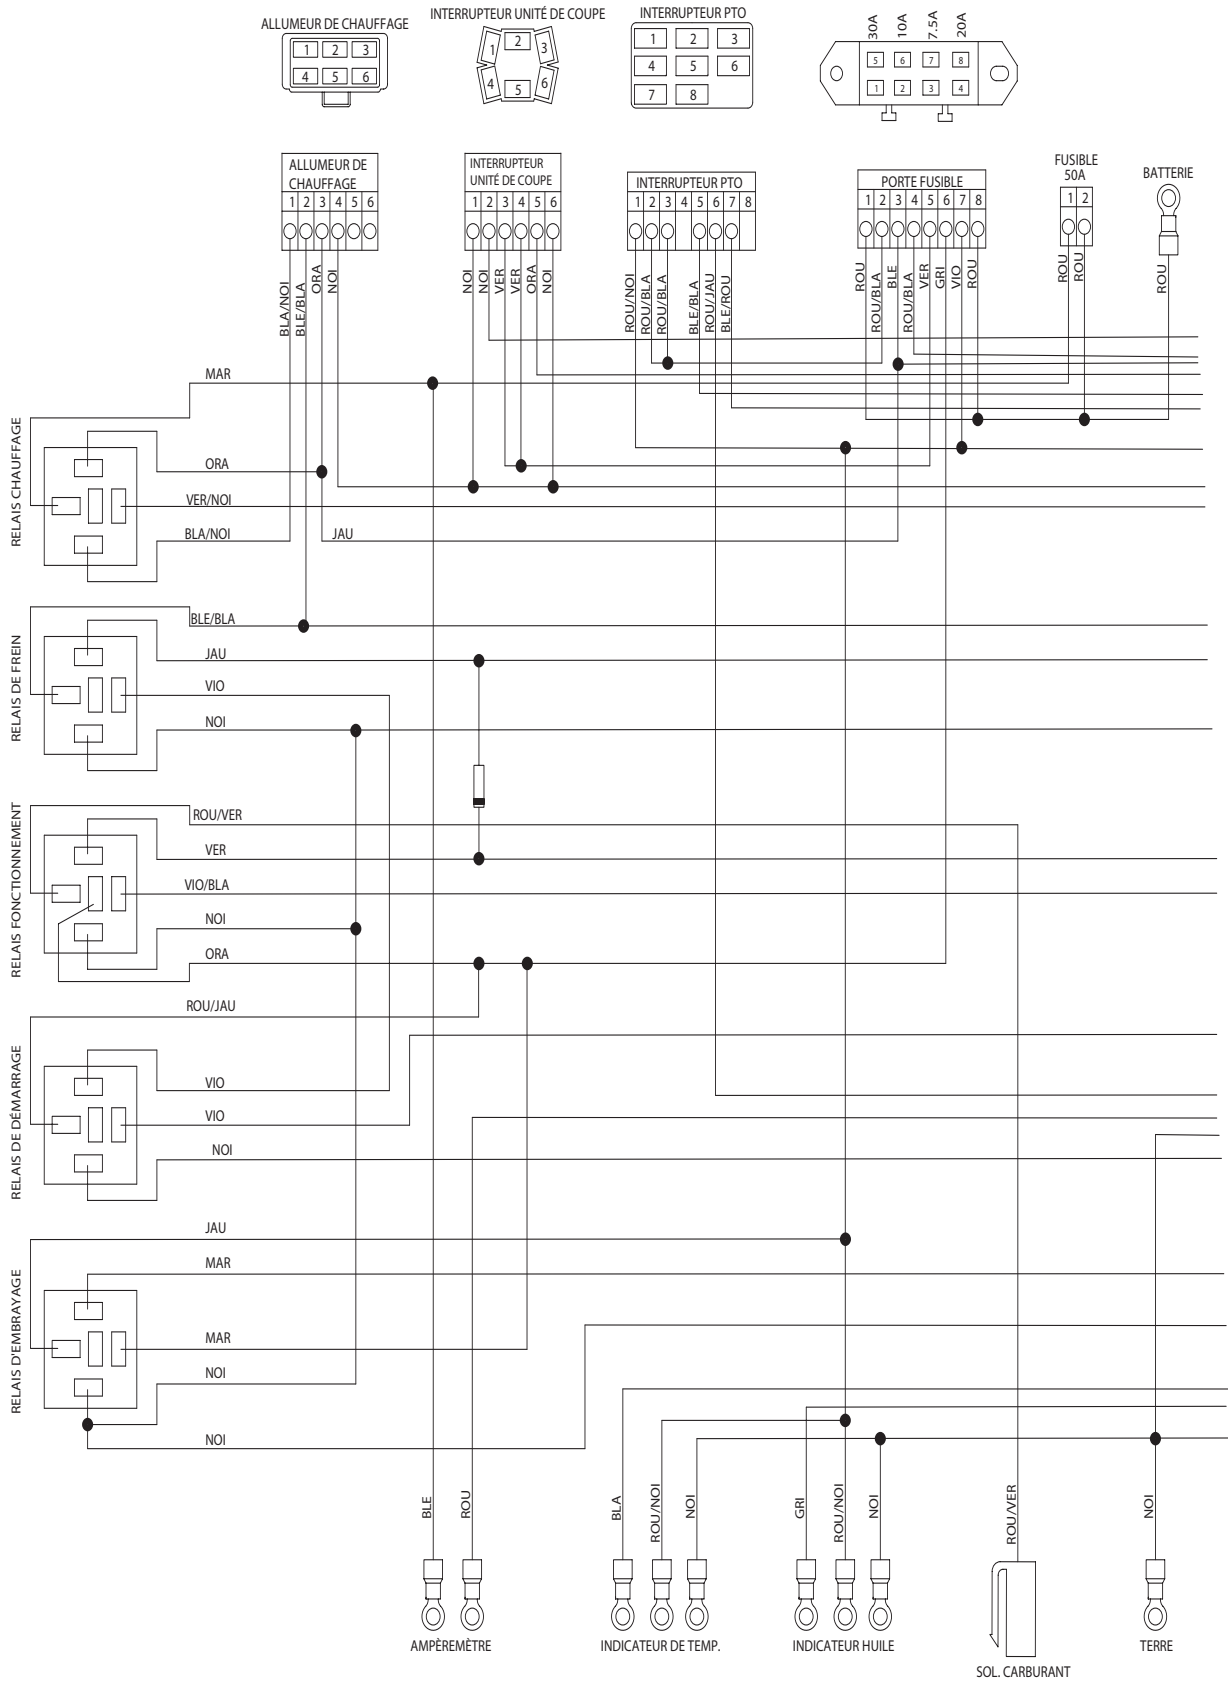 ALLUMEUR DE CHAUFFAGE
1 2 3
4 5 6
INTERRUPTEUR UNITÉ DE COUPE
1 2 3
4 5 6
INTERRUPTEUR PTO
1 2 3
4 5 6
7 8
30A 10A 7.5A 20A
5 6 7 8
1 2 3 4
ALLUMEUR DE
CHAUFFAGE
1 2 3 4 5 6
BLA/NOI
BLE/BLA
ORA
NOI
INTERRUPTEUR
UNITÉ DE COUPE
1 2 3 4 5 6
NOI
NOI
VER
VER
ORA
NOI
INTERRUPTEUR PTO
1 2 3 4 5 6 7 8
ROU/NOI
ROU/BLA
ROU/BLA
BLE/BLA
ROU/JAU
BLE/ROU
PORTE FUSIBLE
1 2 3 4 5 6 7 8
ROU
ROU/BLA
BLE
ROU/BLA
VER
GRI
VIO
ROU
FUSIBLE
50A
1 2
ROU
ROU
BATTERIE
ROU
RELAIS CHAUFFAGE
MAR
ORA
VER/NOI
BLA/NOI
JAU
RELAIS DE FREIN
BLE/BLA
JAU
VIO
NOI
RELAIS FONCTIONNEMENT
ROU/VER
VER
VIO/BLA
NOI
ORA
RELAIS DE DÉMARRAGE
ROU/JAU
VIO
VIO
NOI
RELAIS D'EMBRAYAGE
JAU
MAR
MAR
NOI
NOI
BLE
ROU
AMPÈREMÈTRE
BLA
ROU/NOI
NOI
INDICATEUR DE TEMP.
GRI
ROU/NOI
NOI
INDICATEUR HUILE
ROU/VER
SOL. CARBURANT
NOI
TERRE